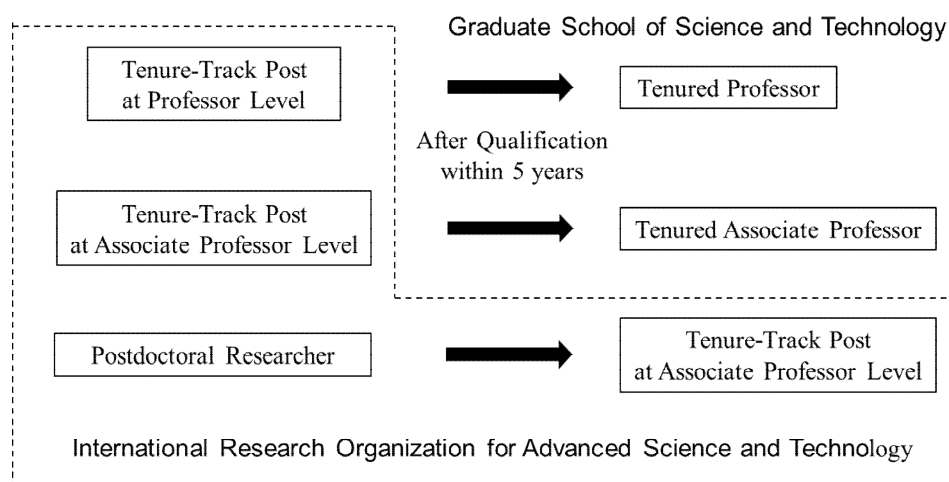 Graduate School of Science and Technology
Tenure-Track Post
at Professor Level
Tenured Professor
After Qualification
within 5 years
Tenure-Track Post
at Associate Professor Level
Tenured Associate Professor
Postdoctoral Researcher
Tenure-Track Post
at Associate Professor Level
International Research Organization for Advanced Science and Technology